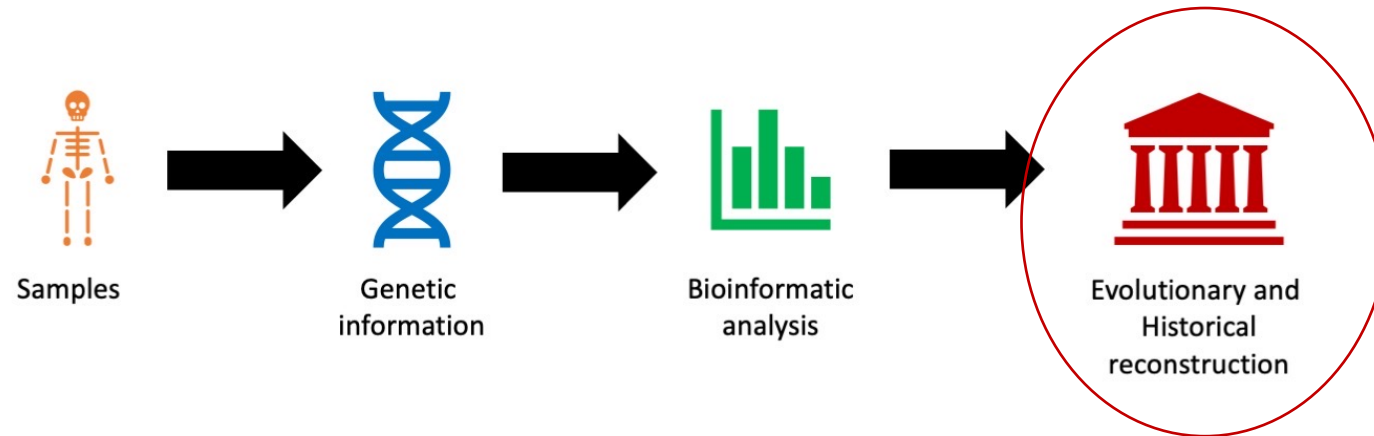 Samples
Genetic
information
Bioinformatic
analysis
Evolutionary and
Historical
reconstruction